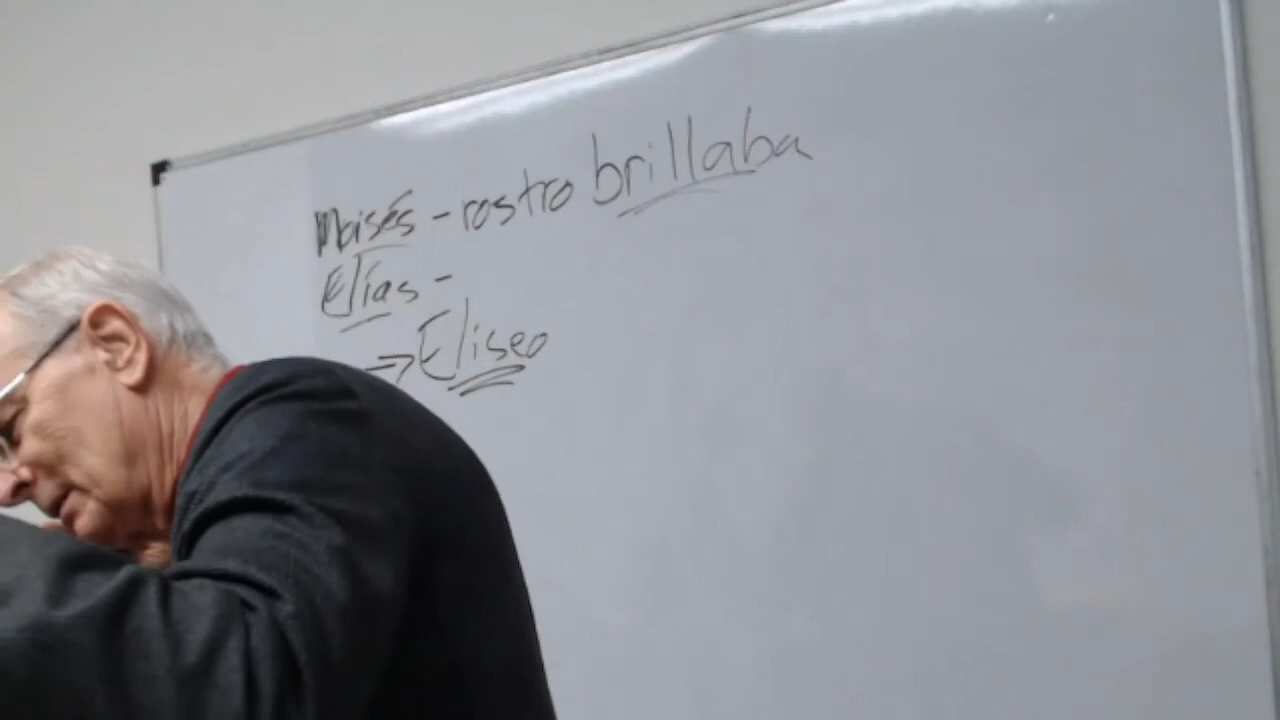 Moisés - rostro brillaba
Elías -
→ Eliseo